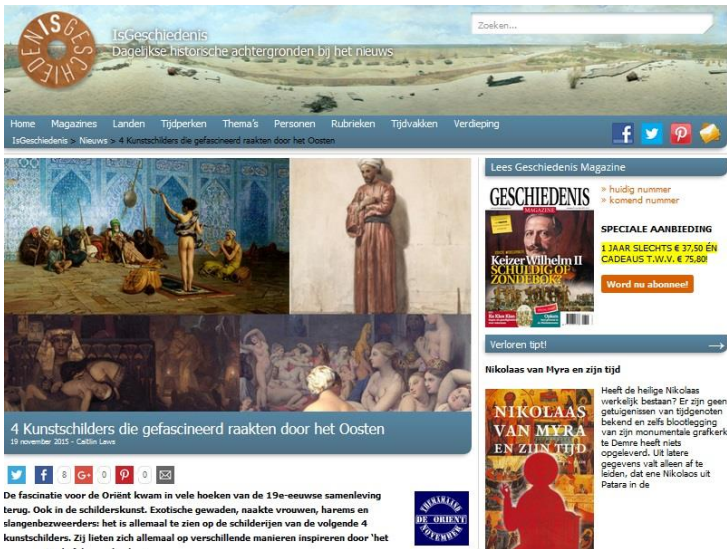 ISGESCHIEDENIS
IsGeschiedenis
Dagelijkse historische achtergronden bij het nieuws
Zoeken...
Home Magazines Landen Tijdperken Thema's Personen Rubrieken Tijdvakken Verdieping
IsGeschiedenis > Nieuws > 4 Kunstschilders die gefascineerd raakten door het Oosten
4 Kunstschilders die gefascineerd raakten door het Oosten
19 november 2015 - Caitlin Laws
8 0 0
De fascinatie voor de Oriënt kwam in vele hoeken van de 19e-eeuwse samenleving
terug. Ook in de schilderskunst. Exotische gewaden, naakte vrouwen, harems en
slangenbezweerders: het is allemaal te zien op de schilderijen van de volgende 4
kunstschilders. Zij lieten zich allemaal op verschillende manieren inspireren door 'het
THEMAMAAND
DE ORIENT
NOVEMBER
Lees Geschiedenis Magazine
GESCHIEDENIS
MAGAZINE
Keizer Wilhelm II
SCHULDIG OF
ZONDEBOK?
» huidig nummer
» komend nummer
SPECIALE AANBIEDING
1 JAAR SLECHTS € 37,50 ÉN
CADEAUS T.W.V. € 75,80!
Word nu abonnee!
Verloren tipt!
Nikolaas van Myra en zijn tijd
NIKOLAAS
VAN MYRA
EN ZIJN TIJD
Heeft de heilige Nikolaas
werkelijk bestaan? Er zijn geen
getuigenissen van tijdgenoten
bekend en zelfs blootlegging
van zijn monumentale grafkerk
te Demre heeft niets
opgeleverd. Uit latere
gegevens valt alleen af te
leiden, dat ene Nikolaos uit
Patara in de